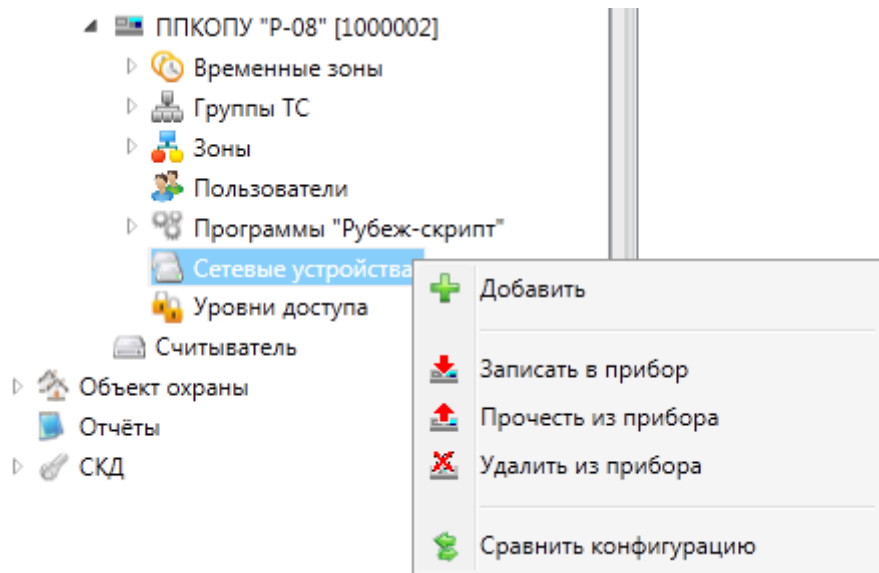 ППКОПУ "Р-08" [1000002]
Временные зоны
Группы ТС
Зоны
Пользователи
Программы "Рубеж-скрипт"
Сетевые устройства
Уровни доступа
Считыватель
Объект охраны
Отчёты
СКД
Добавить
Записать в прибор
Прочесть из прибора
Удалить из прибора
Сравнить конфигурацию